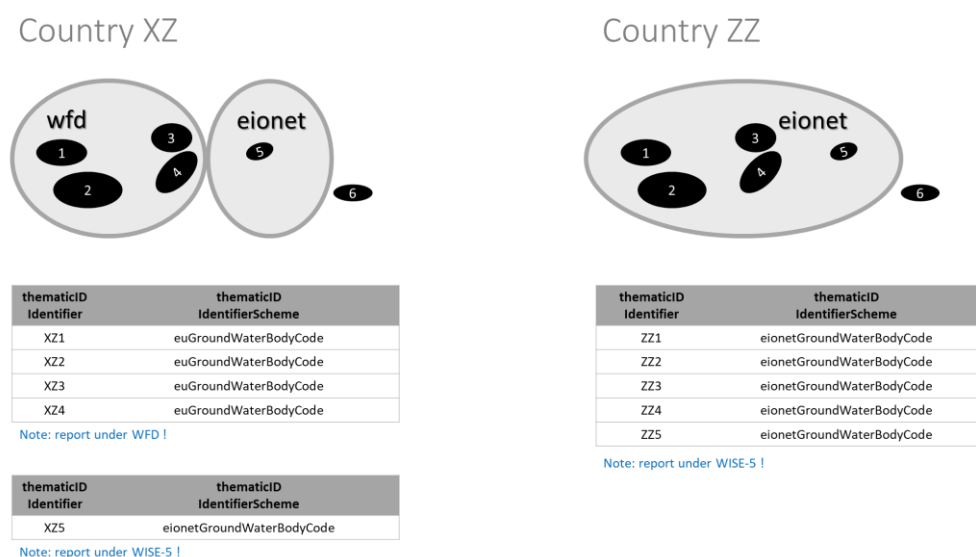 Country XZ
wfd
eionet
1
2
3
4
5
6
thematicID
Identifier
thematicID
IdentifierScheme
XZ1 euGroundWaterBodyCode
XZ2 euGroundWaterBodyCode
XZ3 euGroundWaterBodyCode
XZ4 euGroundWaterBodyCode
Note: report under WFD !
thematicID
Identifier
thematicID
IdentifierScheme
XZ5 eionetGroundWaterBodyCode
Note: report under WISE-5 !
Country ZZ
eionet
1
2
3
4
5
6
thematicID
Identifier
thematicID
IdentifierScheme
ZZ1 eionetGroundWaterBodyCode
ZZ2 eionetGroundWaterBodyCode
ZZ3 eionetGroundWaterBodyCode
ZZ4 eionetGroundWaterBodyCode
ZZ5 eionetGroundWaterBodyCode
Note: report under WISE-5 !